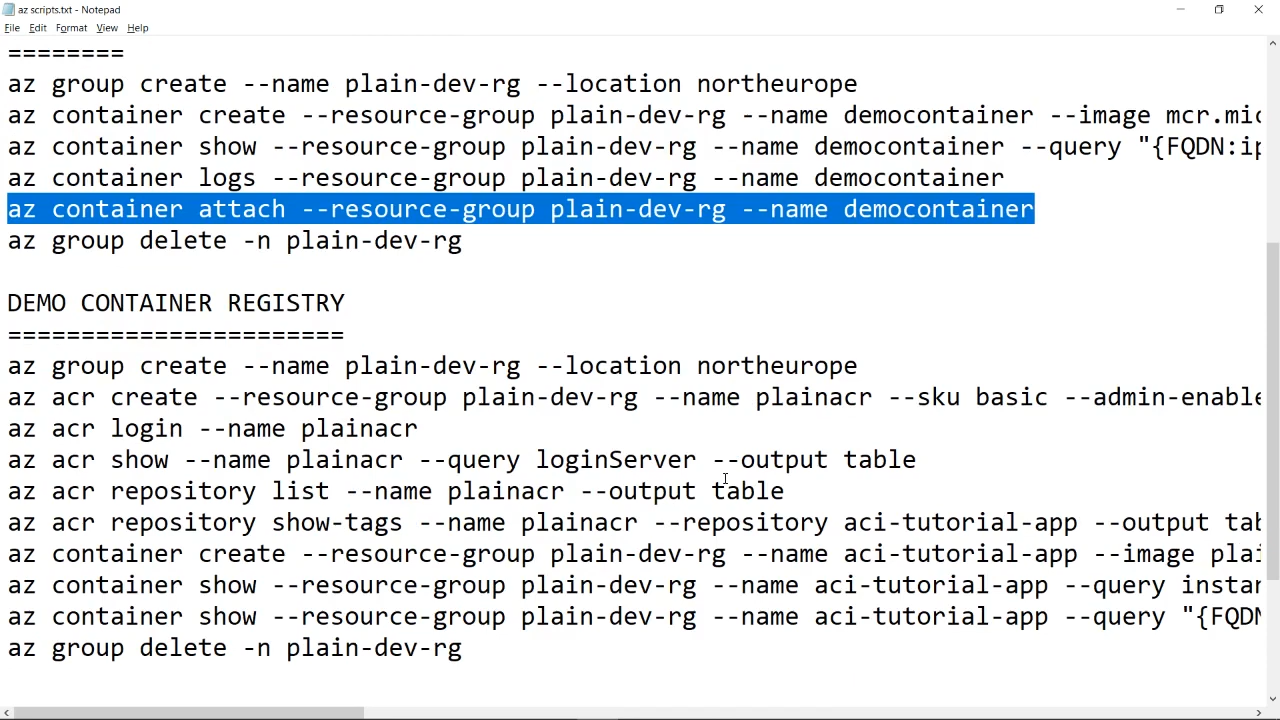 az scripts.txt - Notepad
File Edit Format View Help
========
az group create --name plain-dev-rg --location northeurope
az container create --resource-group plain-dev-rg --name democontainer --image mcr.mic
az container show --resource-group plain-dev-rg --name democontainer --query "{FQDN:ip
az container logs --resource-group plain-dev-rg --name democontainer
az container attach --resource-group plain-dev-rg --name democontainer
az group delete -n plain-dev-rg
DEMO CONTAINER REGISTRY
=======================
az group create --name plain-dev-rg --location northeurope
az acr create --resource-group plain-dev-rg --name plainacr --sku basic --admin-enable
az acr login --name plainacr
az acr show --name plainacr --query loginServer --output table
az acr repository list --name plainacr --output table
az acr repository show-tags --name plainacr --repository aci-tutorial-app --output tab
az container create --resource-group plain-dev-rg --name aci-tutorial-app --image plai
az container show --resource-group plain-dev-rg --name aci-tutorial-app --query instan
az container show --resource-group plain-dev-rg --name aci-tutorial-app --query "{FQDN
az group delete -n plain-dev-rg